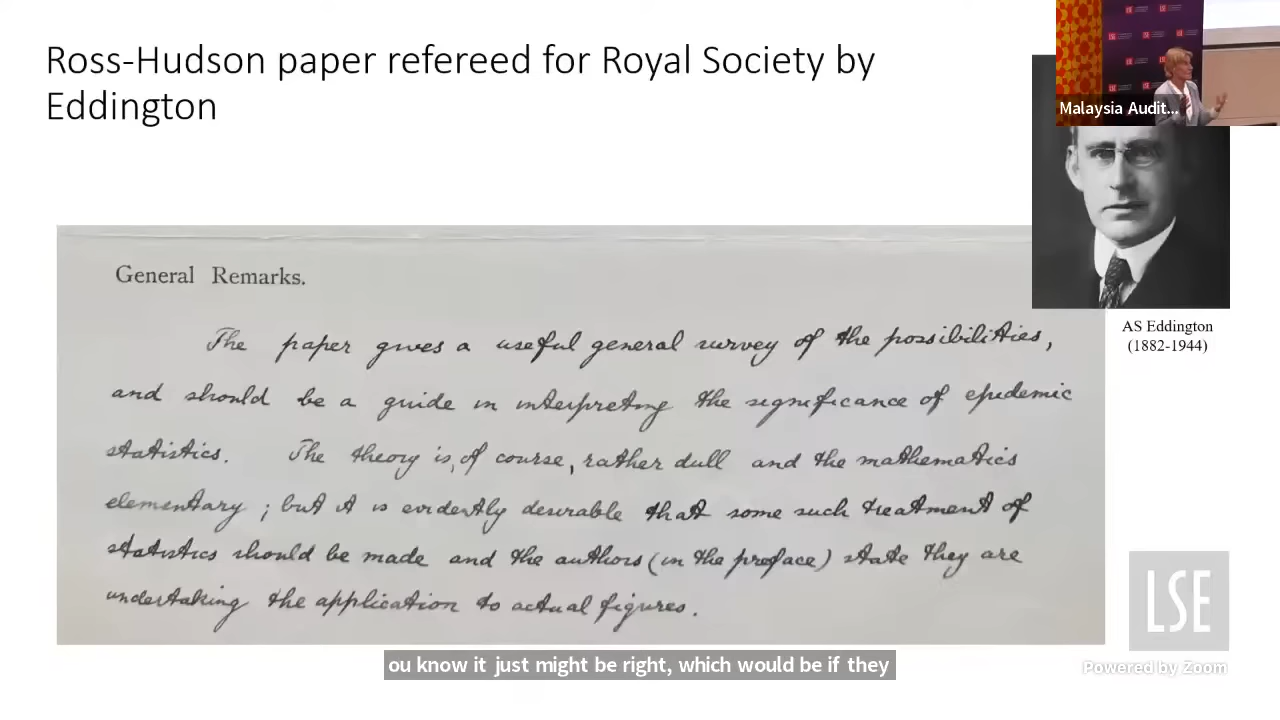 Ross-Hudson paper refereed for Royal Society by
Eddington
Malaysia Audit...
General Remarks.
The paper gives a useful general survey of the possibilities,
and should be a guide in interpreting the significance of epidemic
statistics. The theory is, of course, rather dull and the mathematics
elementary; but it is evidently desirable that some such treatment of
statistics should be made and the authors (in the preface) state they are
undertaking the application to actual figures.
AS Eddington
(1882-1944)
LSE
Powered by Zoom
ou know it just might be right, which would be if they